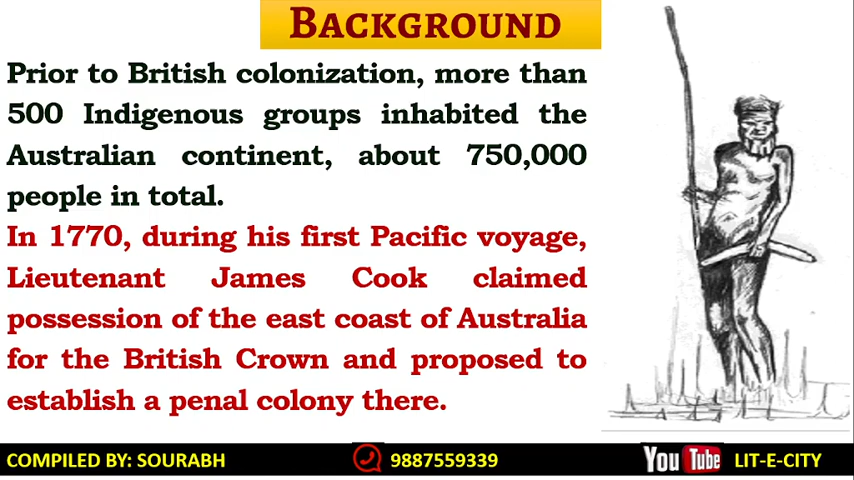 BACKGROUND
Prior to British colonization, more than
500 Indigenous groups inhabited the
Australian continent, about 750,000
people in total.
In 1770, during his first Pacific voyage,
Lieutenant James Cook claimed
possession of the east coast of Australia
for the British Crown and proposed to
establish a penal colony there.
COMPILED BY: SOURABH 9887559339 YouTube LIT-E-CITY